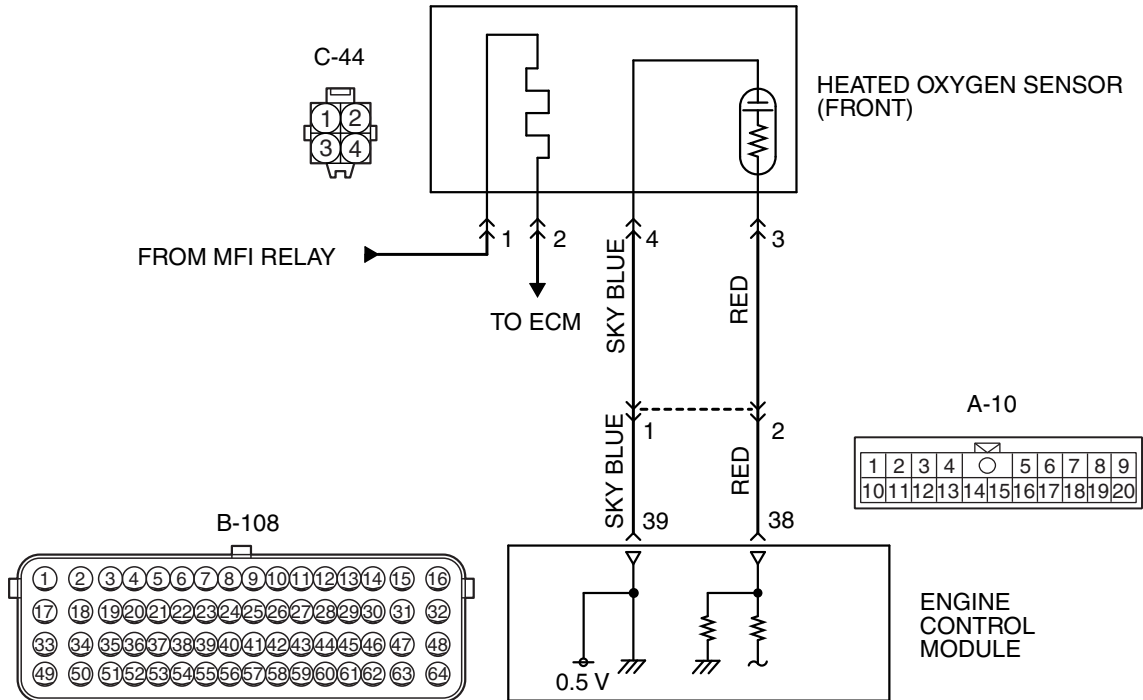 C-44
1 2
3 4
HEATED OXYGEN SENSOR
(FRONT)
1
2
4
3
FROM MFI RELAY
TO ECM
SKY BLUE
RED
1
2
SKY BLUE
RED
A-10
1 2 3 4 5 6 7 8 9
10 11 12 13 14 15 16 17 18 19 20
39
38
B-108
1 2 3 4 5 6 7 8 9 10 11 12 13 14 15 16
17 18 19 20 21 22 23 24 25 26 27 28 29 30 31 32
33 34 35 36 37 38 39 40 41 42 43 44 45 46 47 48
49 50 51 52 53 54 55 56 57 58 59 60 61 62 63 64
0.5 V
ENGINE
CONTROL
MODULE